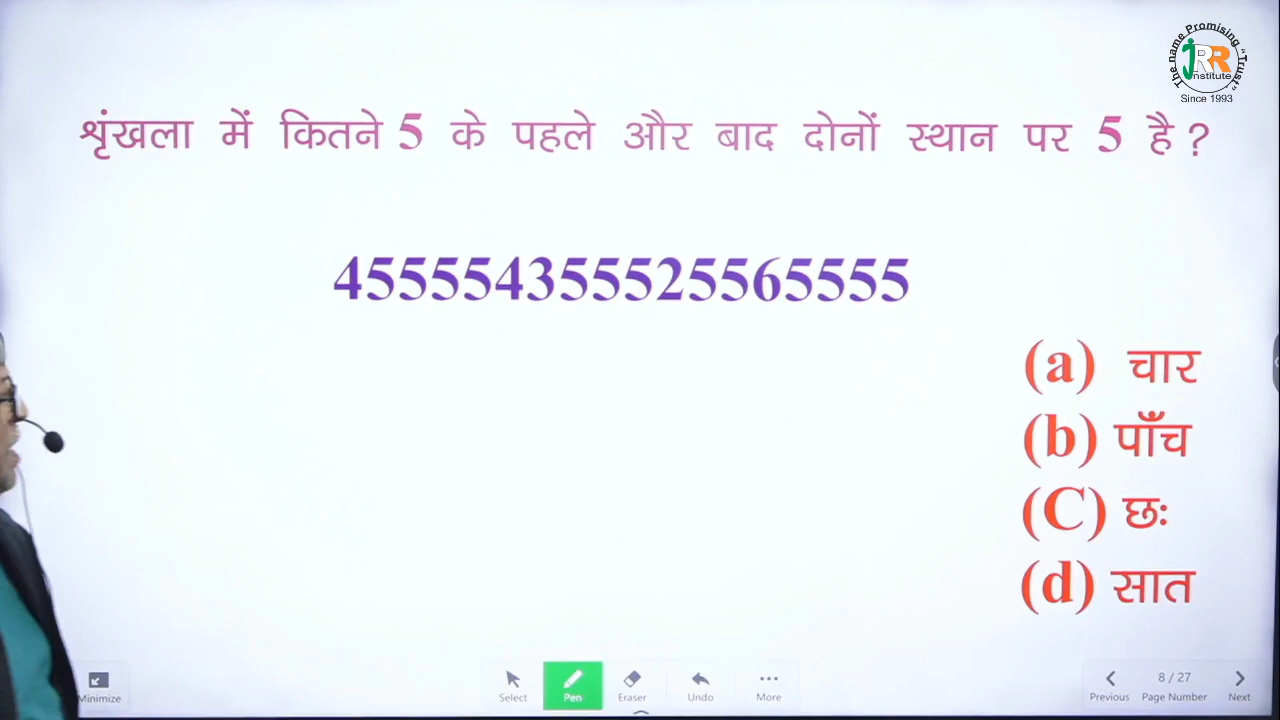 The name Promising "Trust"
jRR
institute
Since 1993
शृंखला में कितने 5 के पहले और बाद दोनों स्थान पर 5 है ?
455554355525565555
(a) चार
(b) पाँच
(C) छः
(d) सात
Minimize
Select
Pen
Eraser
Undo
More
Previous
8 / 27
Page Number
Next